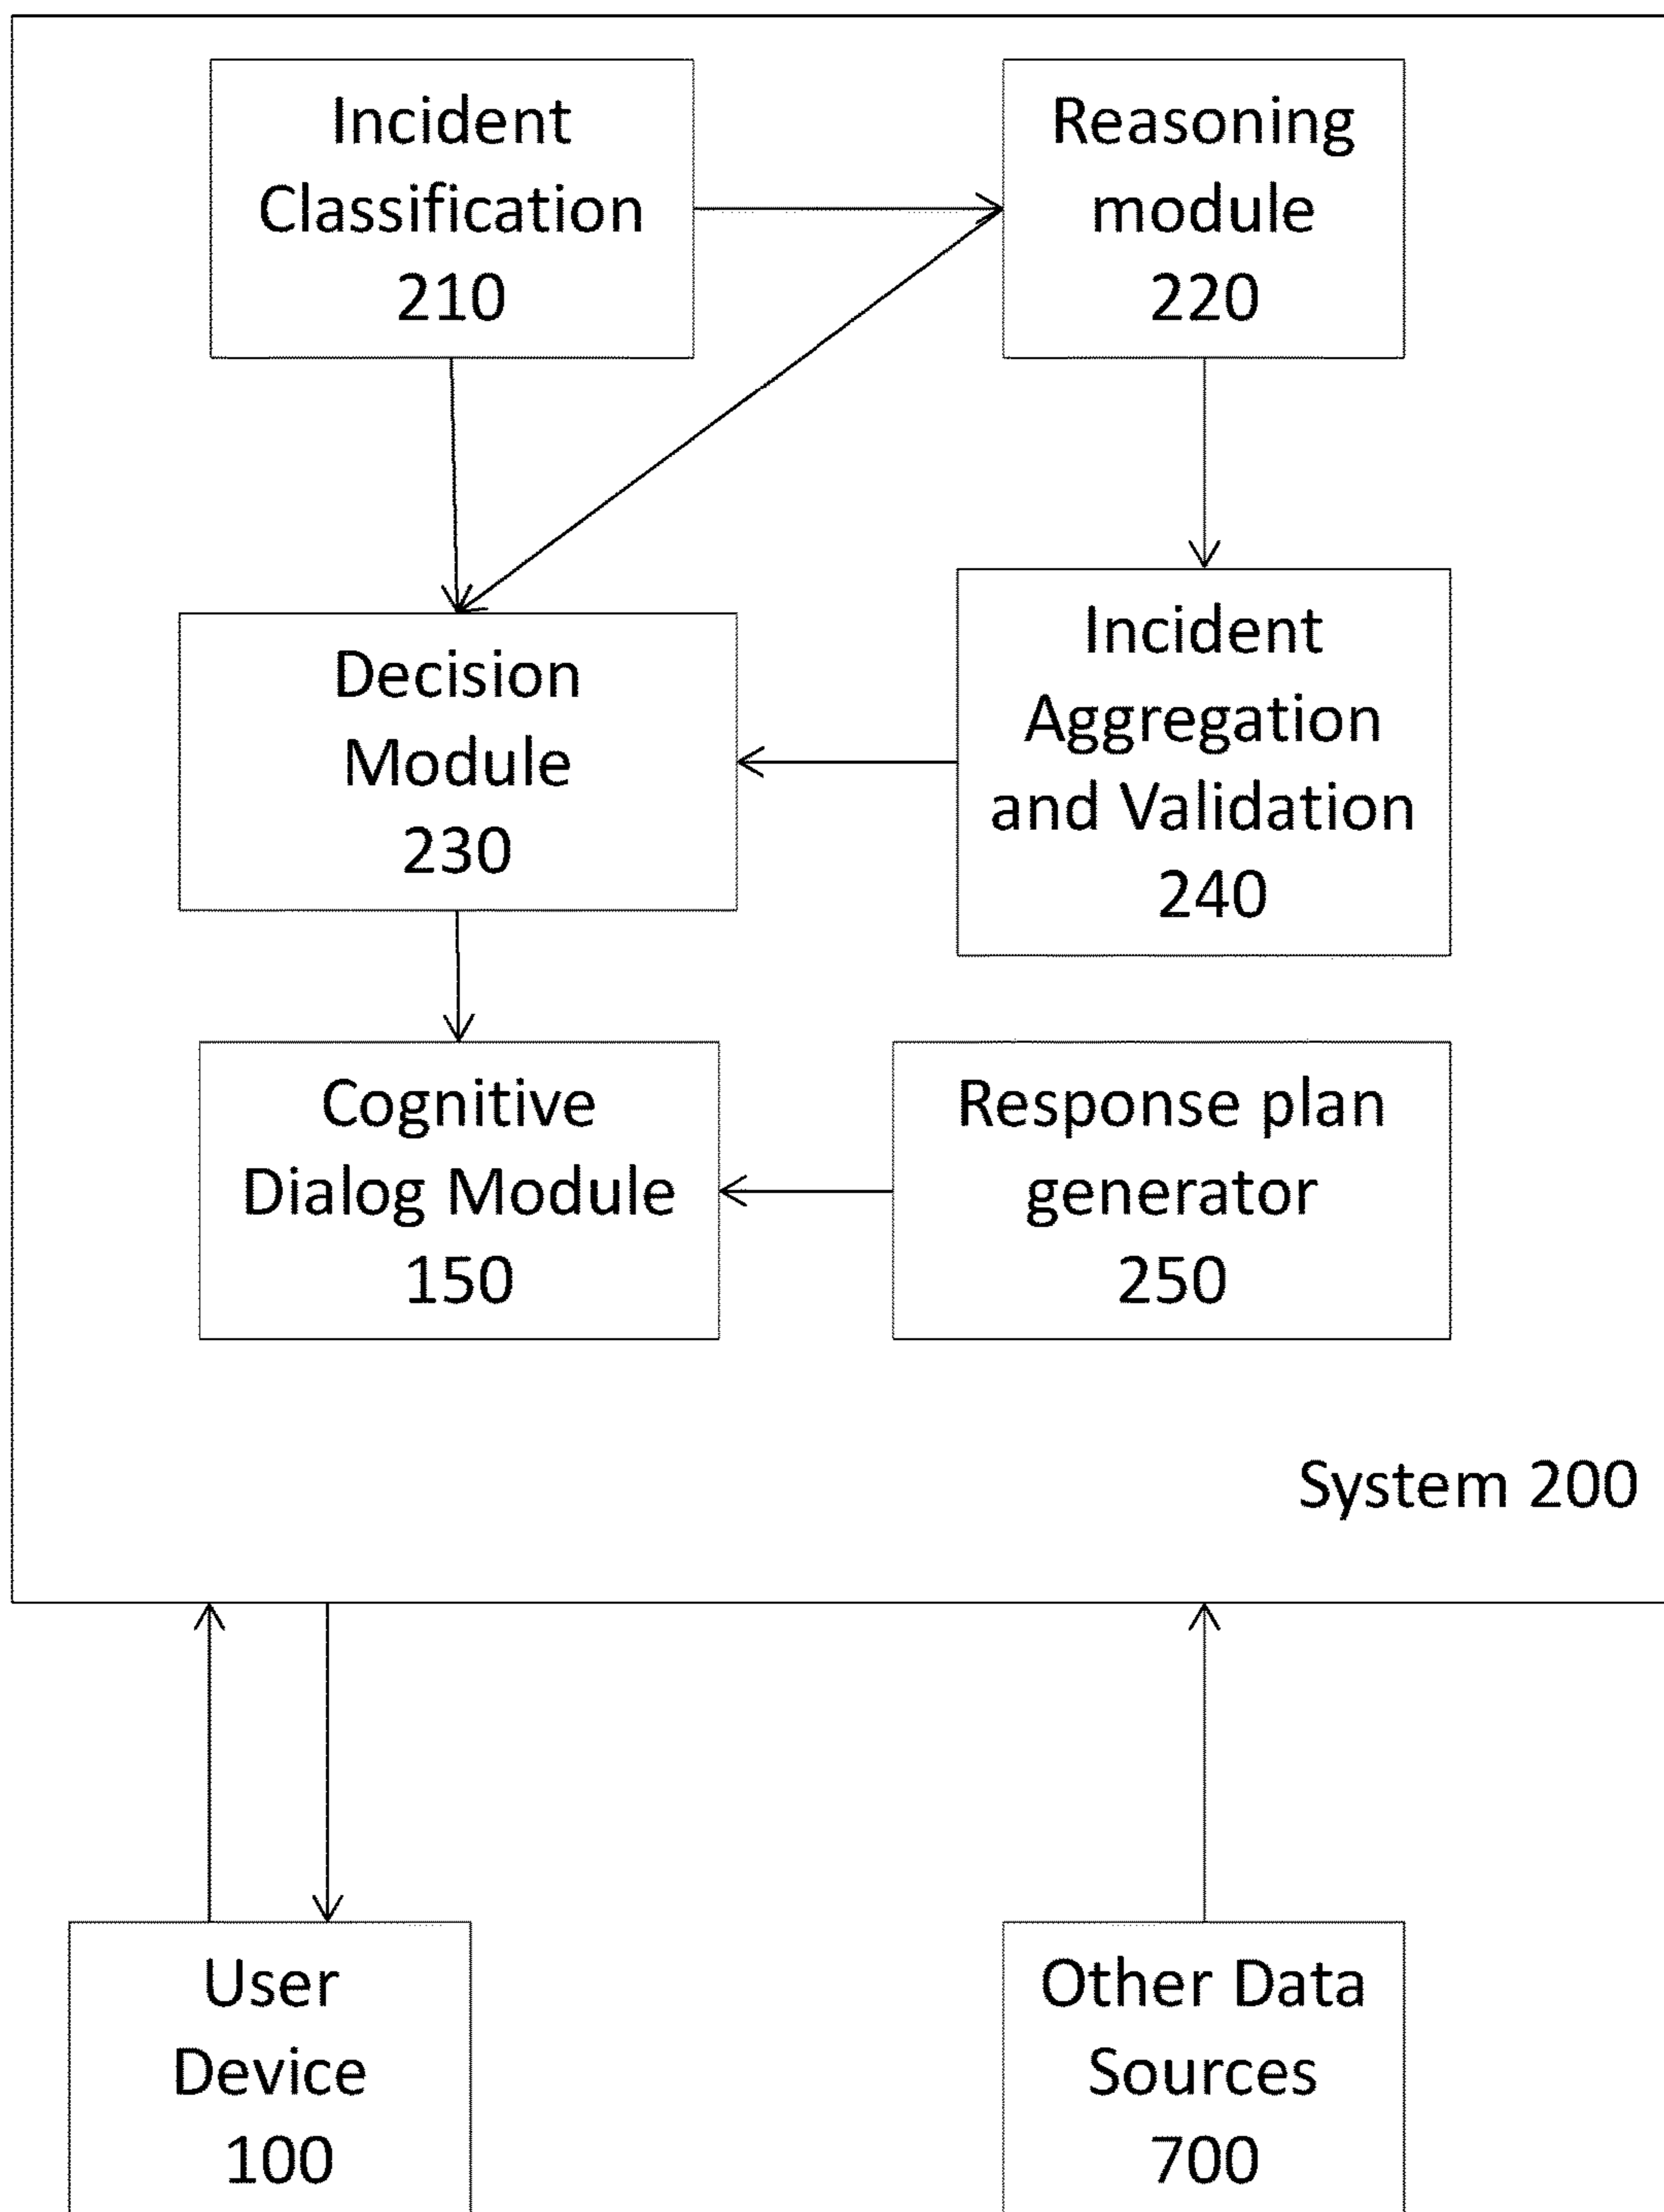 Incident
Classification
210
Reasoning
module
220
Decision
Module
230
Incident
Aggregation
and Validation
240
Cognitive
Dialog Module
150
Response plan
generator
250
System 200
User
Device
100
Other Data
Sources
700